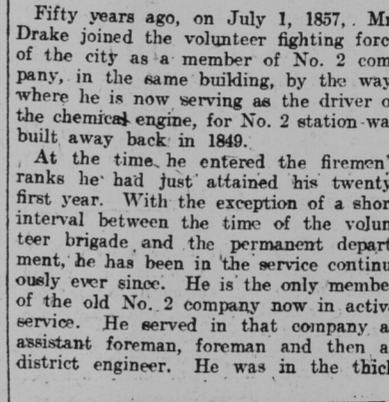 Fifty years ago, on July 1, 1857, . Mr
Drake joined the volunteer fighting forc
of the city as a member of No. 2 com
pany, in the same building, by the way
where he is now serving as the driver o
the chemical engine, for No. 2 station wa
built away back in 1849.
At the time he entered the firemen'
ranks he had just attained his twenty
first year. With the exception of a shor
interval between the time of the volun
teer brigade and the permanent depart
ment, he has been in the service continu
ously ever since. He is the only membe
of the old No. 2 company now in activ
service. He served in that company a
assistant foreman, foreman and then a
district engineer. He was in the thic